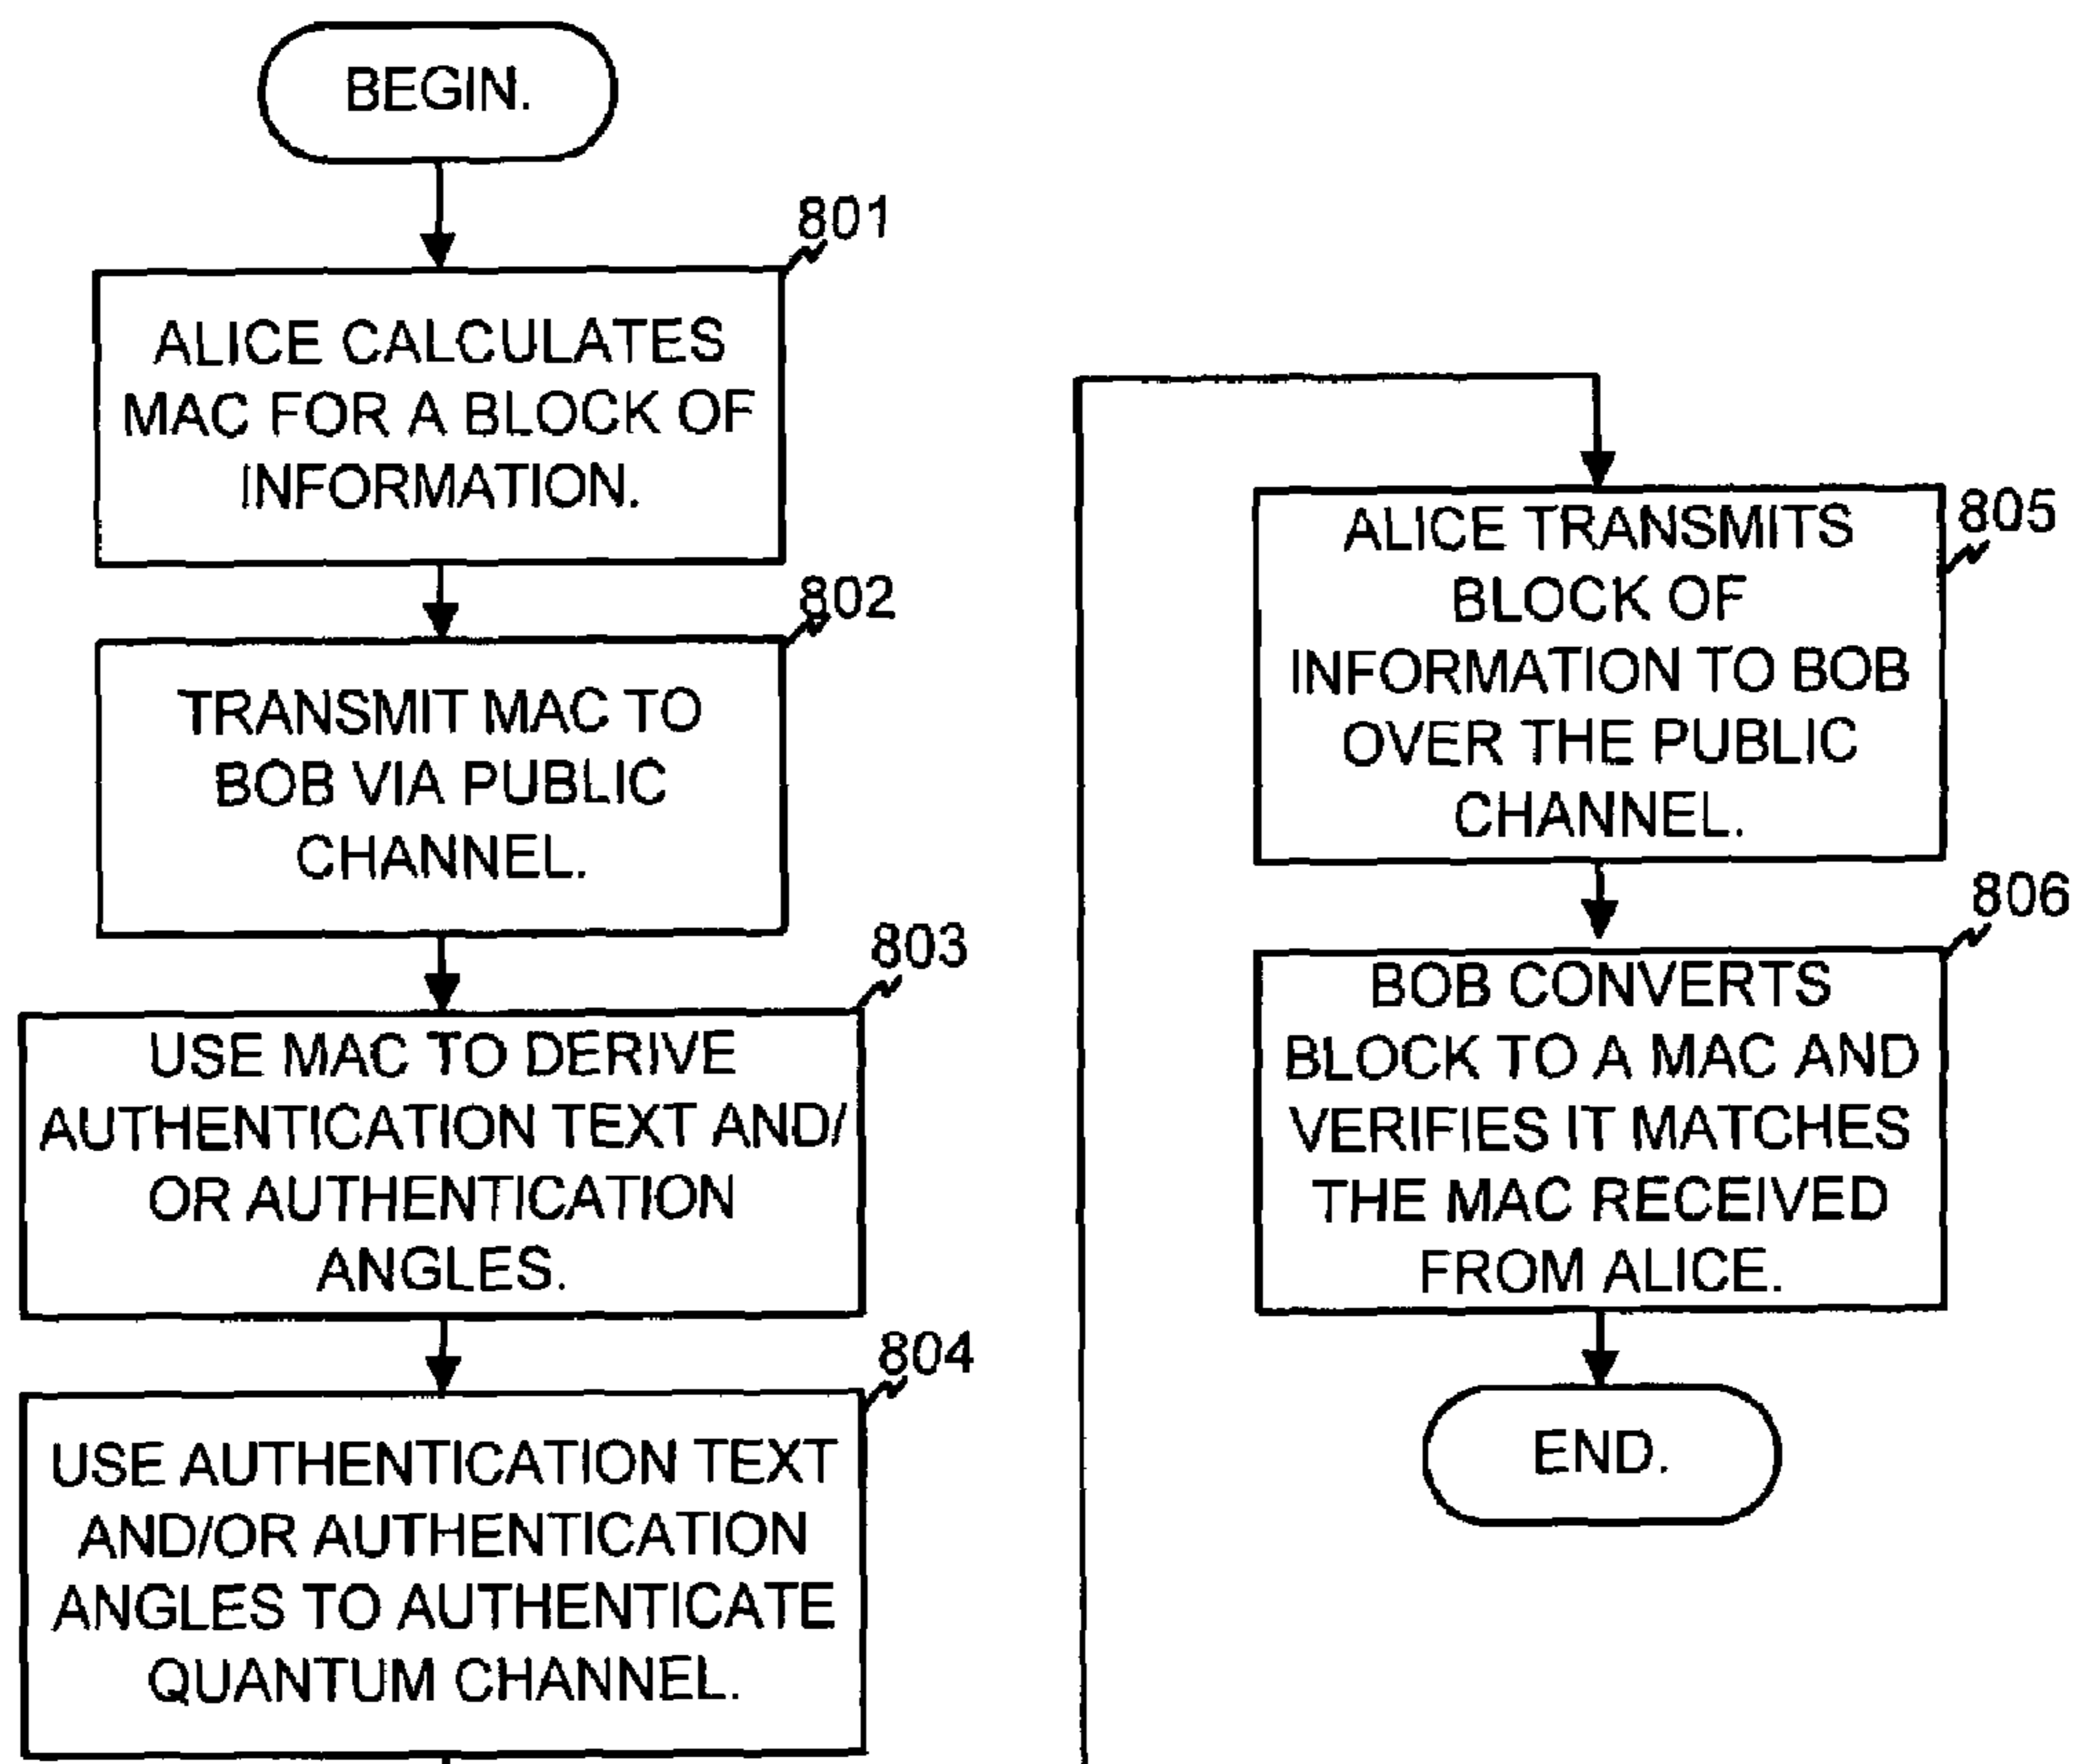 BEGIN.
801
ALICE CALCULATES
MAC FOR A BLOCK OF
INFORMATION.
802
TRANSMIT MAC TO
BOB VIA PUBLIC
CHANNEL.
803
USE MAC TO DERIVE
AUTHENTICATION TEXT AND/
OR AUTHENTICATION
ANGLES.
804
USE AUTHENTICATION TEXT
AND/OR AUTHENTICATION
ANGLES TO AUTHENTICATE
QUANTUM CHANNEL.
805
ALICE TRANSMITS
BLOCK OF
INFORMATION TO BOB
OVER THE PUBLIC
CHANNEL.
806
BOB CONVERTS
BLOCK TO A MAC AND
VERIFIES IT MATCHES
THE MAC RECEIVED
FROM ALICE.
END.